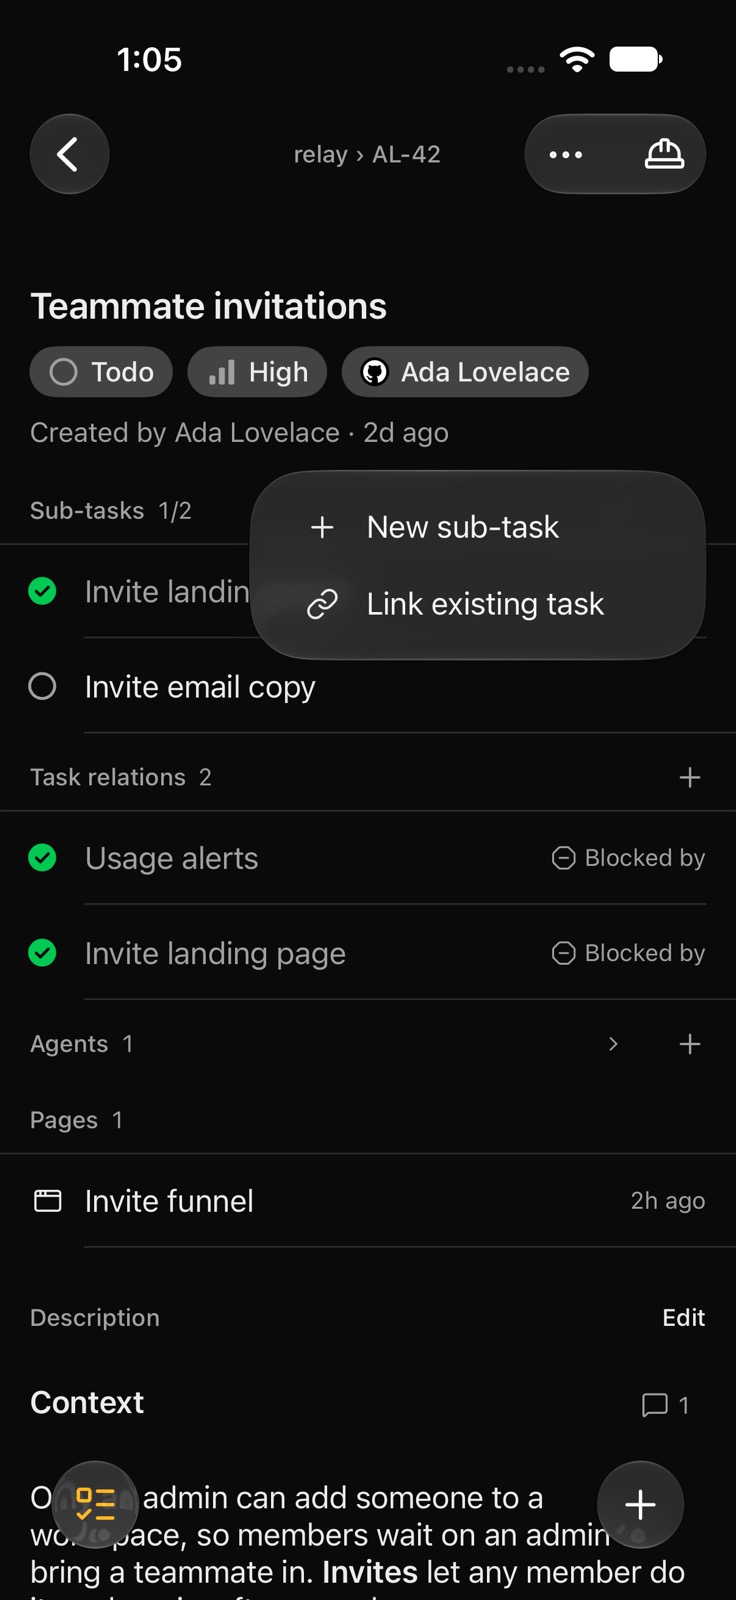 1:05
relay › AL-42
Teammate invitations
Todo
High
Ada Lovelace
Created by Ada Lovelace · 2d ago
Sub-tasks 1/2
New sub-task
Link existing task
Invite landin
Invite email copy
Task relations 2
Usage alerts
Blocked by
Invite landing page
Blocked by
Agents 1
Pages 1
Invite funnel
2h ago
Description
Edit
Context
1
admin can add someone to a
so members wait on an admin
bring a teammate in. Invites let any member do